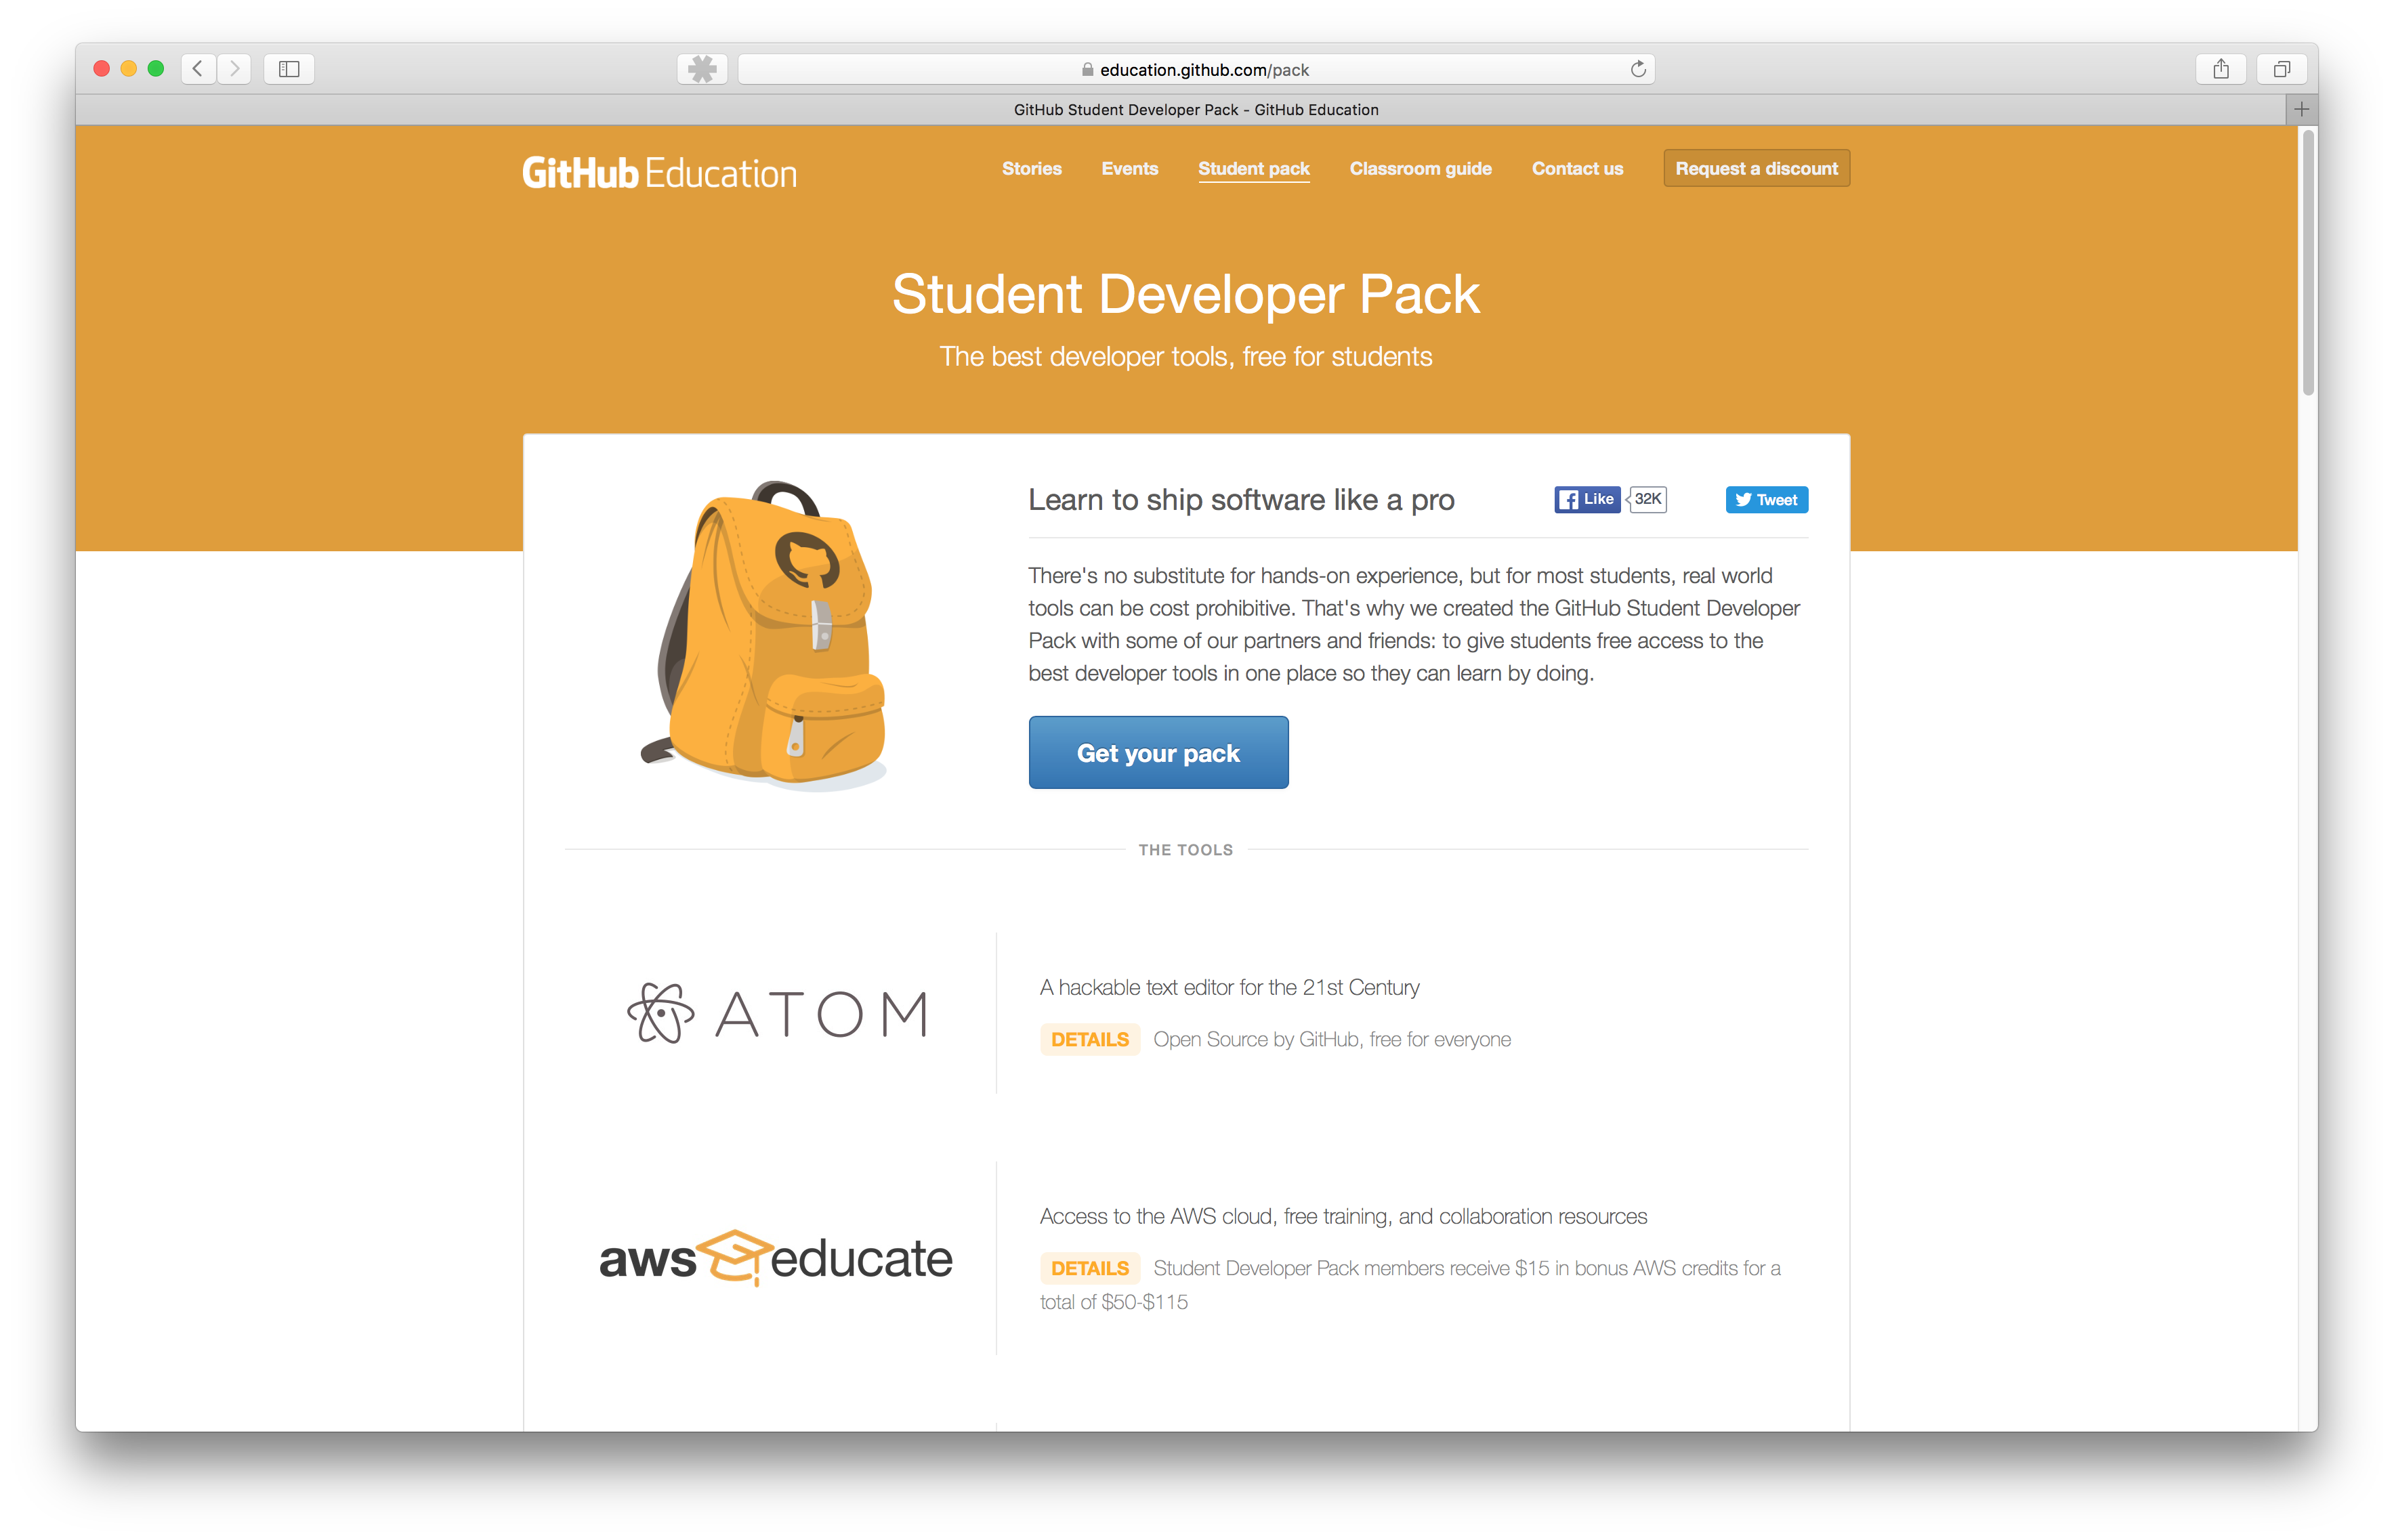 education.github.com/pack
GitHub Student Developer Pack - GitHub Education
GitHub Education
Stories
Events
Student pack
Classroom guide
Contact us
Request a discount
Student Developer Pack
The best developer tools, free for students
Learn to ship software like a pro
Like
32K
Tweet
There's no substitute for hands-on experience, but for most students, real world
tools can be cost prohibitive. That's why we created the GitHub Student Developer
Pack with some of our partners and friends: to give students free access to the
best developer tools in one place so they can learn by doing.
Get your pack
THE TOOLS
ATOM
A hackable text editor for the 21st Century
DETAILS Open Source by GitHub, free for everyone
aws educate
Access to the AWS cloud, free training, and collaboration resources
DETAILS Student Developer Pack members receive $15 in bonus AWS credits for a
total of $50-$115